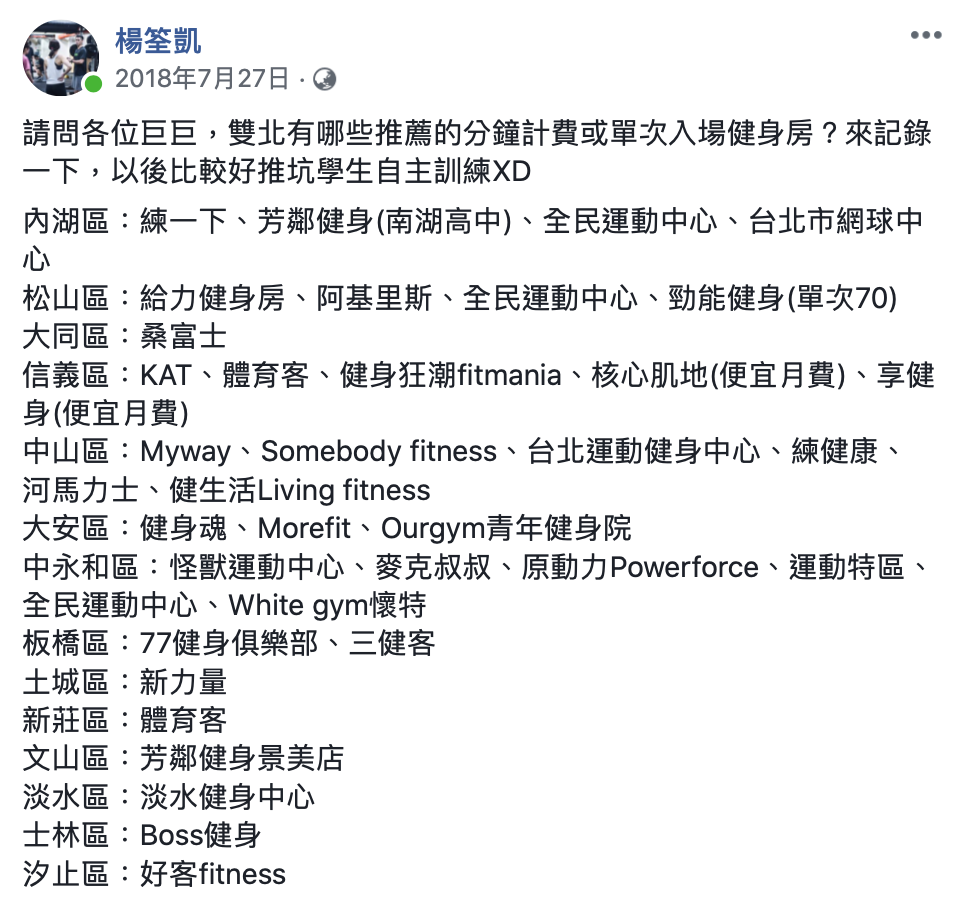 楊筌凱
2018年7月27日 ·
請問各位巨巨，雙北有哪些推薦的分鐘計費或單次入場健身房？來記錄
一下，以後比較好推坑學生自主訓練XD
內湖區：練一下、芳鄰健身(南湖高中)、全民運動中心、台北市網球中
心
松山區：給力健身房、阿基里斯、全民運動中心、勁能健身(單次70)
大同區：桑富士
信義區：KAT、體育客、健身狂潮fitmania、核心肌地(便宜月費)、享健
身(便宜月費)
中山區：Myway、Somebody fitness、台北運動健身中心、練健康、
河馬力士、健生活Living fitness
大安區：健身魂、Morefit、Ourgym青年健身院
中永和區：怪獸運動中心、麥克叔叔、原動力Powerforce、運動特區、
全民運動中心、White gym懷特
板橋區：77健身俱樂部、三健客
土城區：新力量
新莊區：體育客
文山區：芳鄰健身景美店
淡水區：淡水健身中心
士林區：Boss健身
汐止區：好客fitness